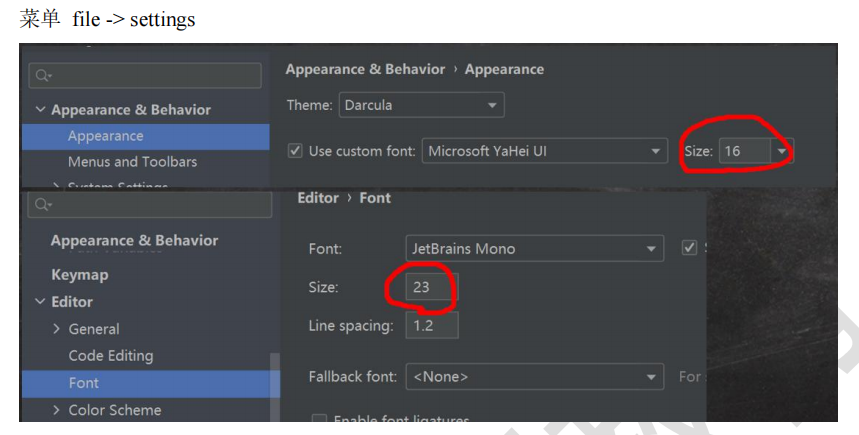 菜单 file -> settings
Appearance & Behavior › Appearance
Appearance & Behavior
Theme: Darcula
Appearance
Use custom font: Microsoft YaHei UI Size: 16
Menus and Toolbars
System Settings
Editor › Font
Appearance & Behavior
Font: JetBrains Mono
Keymap
Size: 23
Editor
General
Line spacing: 1.2
Code Editing
Font
Fallback font: <None> For
Color Scheme
Enable font ligatures